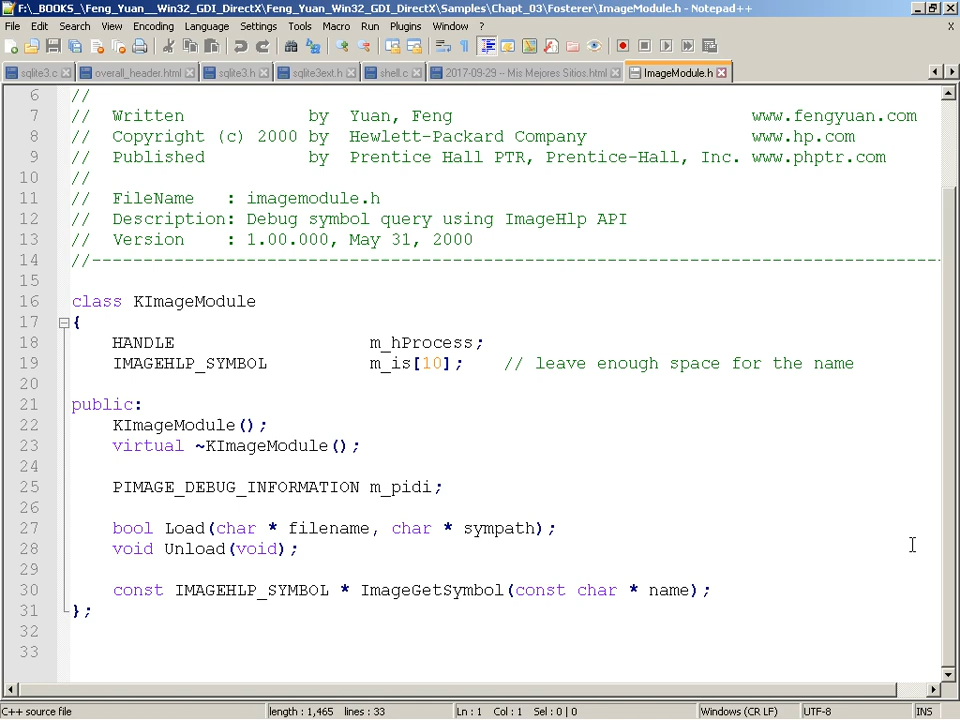 F:\_BOOKS_\Feng_Yuan__Win32_GDI_DirectX\Feng_Yuan_Win32_GDI_DirectX\Samples\Chapt_03\Fosterer\ImageModule.h - Notepad++
File Edit Search View Encoding Language Settings Tools Macro Run Plugins Window ? X
sqlite3.c overall_header.html sqlite3.h sqlite3ext.h shell.c 2017-09-29 -- Mis Mejores Sitios.html ImageModule.h
6 //
7 // Written by Yuan, Feng www.fengyuan.com
8 // Copyright (c) 2000 by Hewlett-Packard Company www.hp.com
9 // Published by Prentice Hall PTR, Prentice-Hall, Inc. www.phptr.com
10 //
11 // FileName : imagemodule.h
12 // Description: Debug symbol query using ImageHlp API
13 // Version : 1.00.000, May 31, 2000
14 //-----------------------------------------------------------------------------------
15
16 class KImageModule
17 {
18 HANDLE m_hProcess;
19 IMAGEHLP_SYMBOL m_is[10]; // leave enough space for the name
20
21 public:
22 KImageModule();
23 virtual ~KImageModule();
24
25 PIMAGE_DEBUG_INFORMATION m_pidi;
26
27 bool Load(char * filename, char * sympath);
28 void Unload(void);
29
30 const IMAGEHLP_SYMBOL * ImageGetSymbol(const char * name);
31 };
32
33
C++ source file length : 1,465 lines : 33 Ln : 1 Col : 1 Sel : 0 | 0 Windows (CR LF) UTF-8 INS